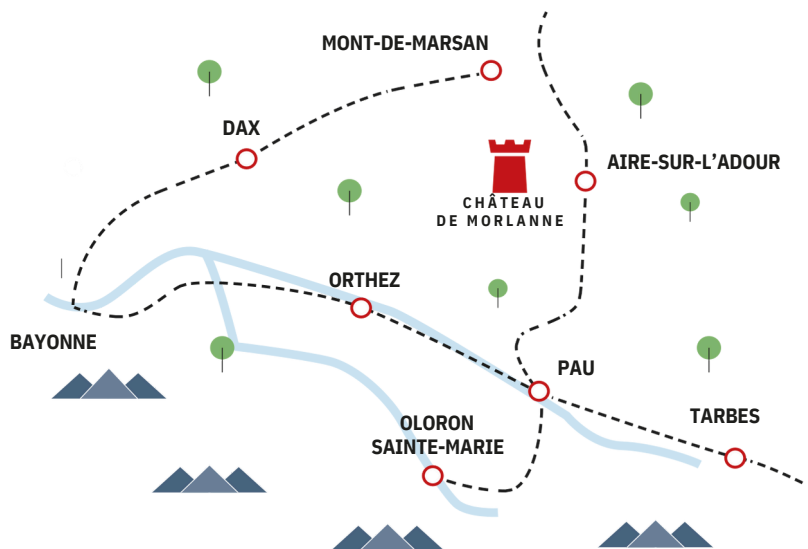 MONT-DE-MARSAN
DAX
AIRE-SUR-L'ADOUR
CHÂTEAU
DE MORLANNE
ORTHEZ
BAYONNE
PAU
OLORON
SAINTE-MARIE
TARBES